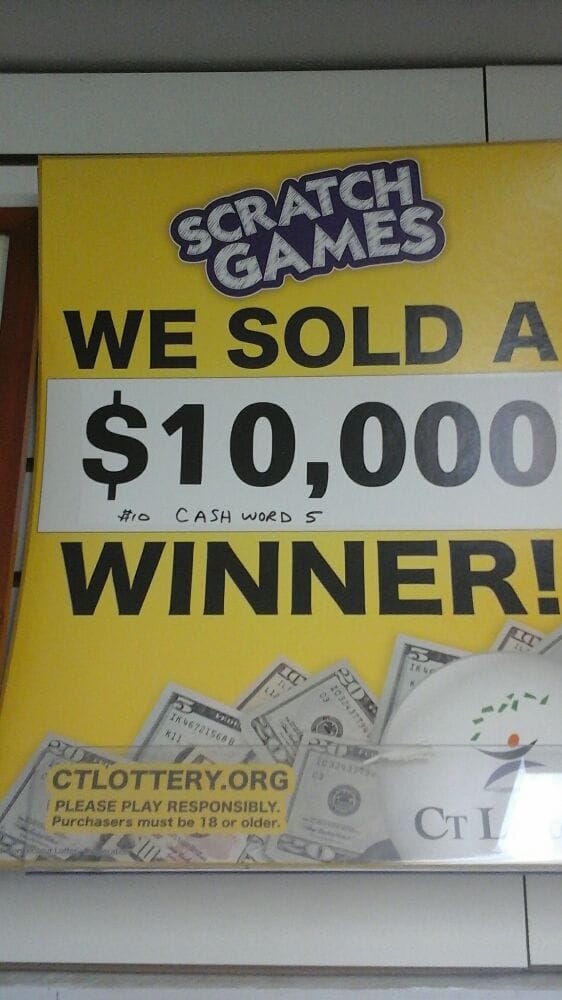 SCRATCH
GAMES
WE SOLD A
$10,000
#10 CASH WORD 5
WINNER!
CTLOTTERY.ORG
PLEASE PLAY RESPONSIBLY.
Purchasers must be 18 or older.
CT L